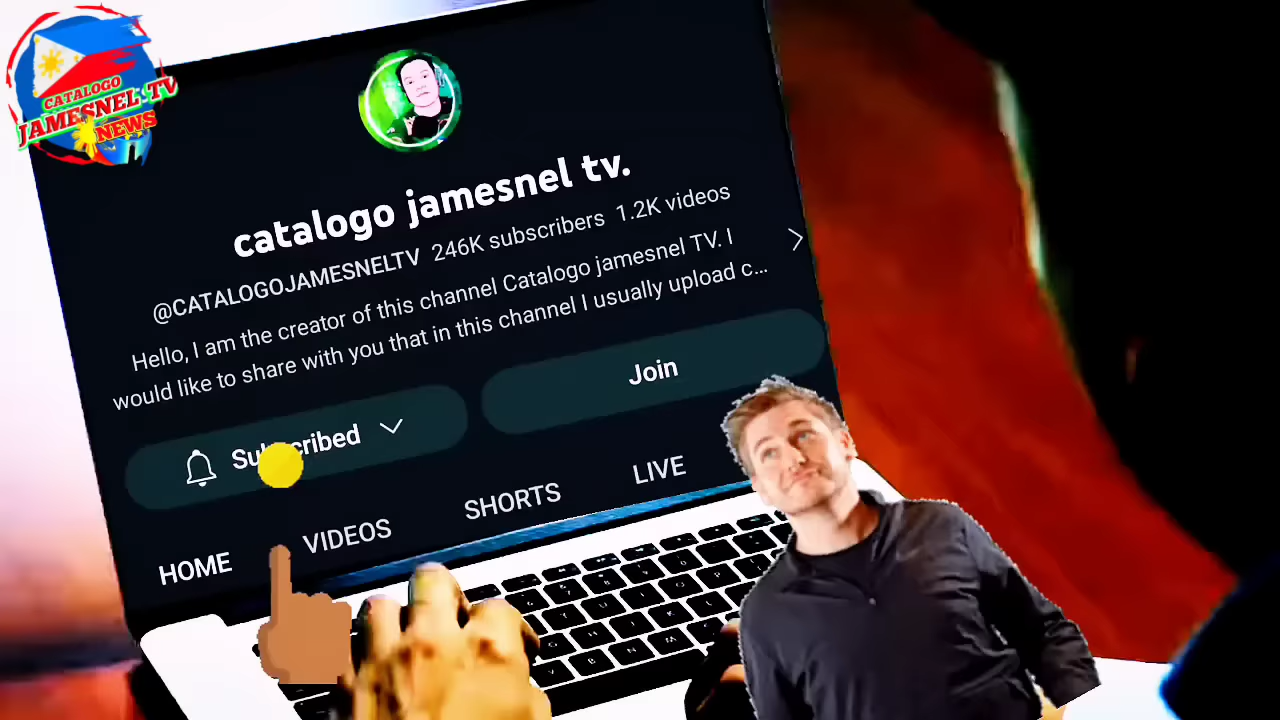 CATALOGO
JAMESNEL TV
NEWS
catalogo jamesnel tv.
@CATALOGOJAMESNELTV 246K subscribers 1.2K videos
Hello, I am the creator of this channel Catalogo jamesnel TV. I
would like to share with you that in this channel I usually upload c...
Subscribed
Join
HOME VIDEOS SHORTS LIVE